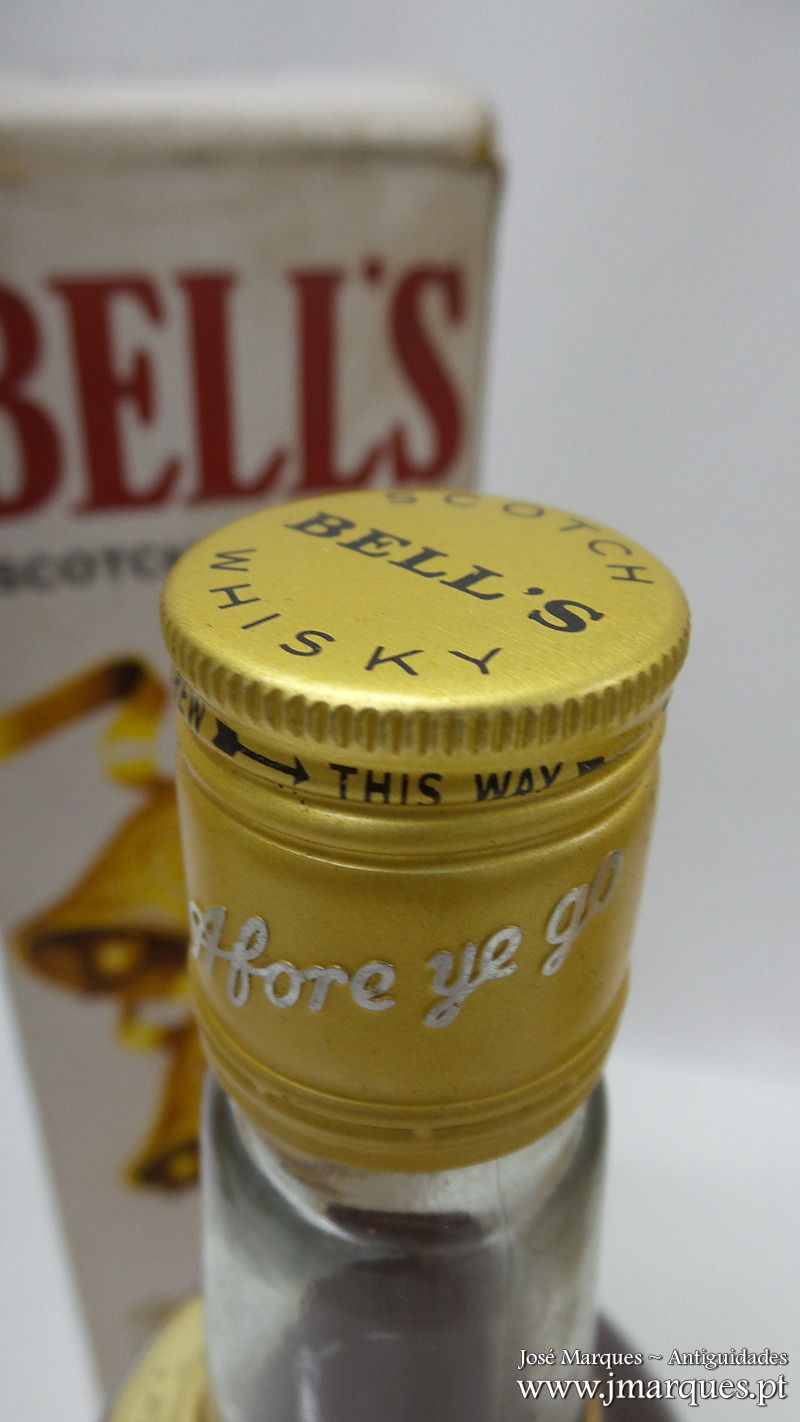 BELL'S
SCOTCH
SCOTCH
BELL'S
WHISKY
THIS WAY
Afore ye go
José Marques ~ Antiguidades
www.jmarques.pt